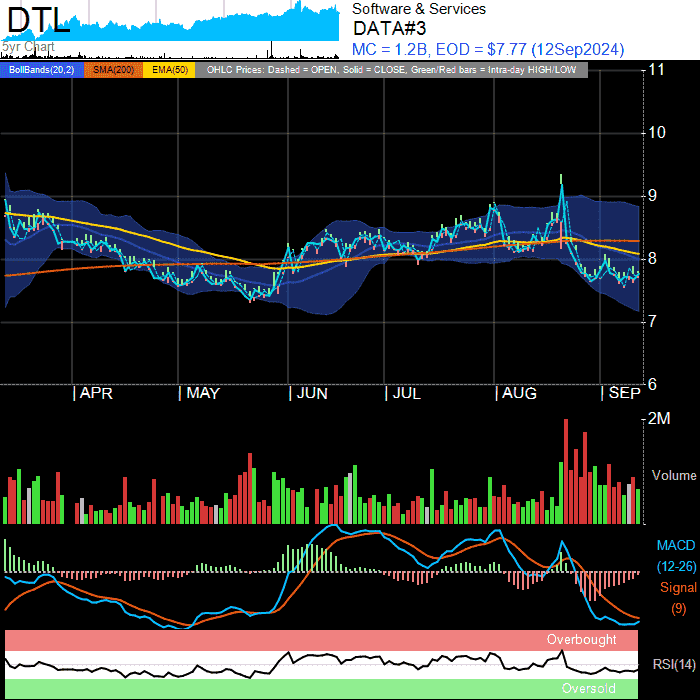 DTL
5yr Chart
Software & Services
DATA#3
MC = 1.2B, EOD = $7.77 (12Sep2024)
BollBands(20,2) SMA(200) EMA(50) OHLC Prices: Dashed = OPEN, Solid = CLOSE, Green/Red bars = Intra-day HIGH/LOW
11
10
9
8
7
6
APR MAY JUN JUL AUG SEP
2M
Volume
MACD
(12-26)
Signal
(9)
Overbought
RSI(14)
Oversold